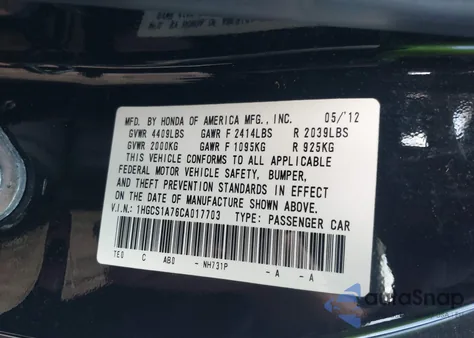 MFD. BY HONDA OF AMERICA MFG., INC. 05/'12
GVWR 4409LBS GAWR F 2414LBS R 2039LBS
GVWR 2000KG GAWR F 1095KG R 925KG
THIS VEHICLE CONFORMS TO ALL APPLICABLE
FEDERAL MOTOR VEHICLE SAFETY, BUMPER,
AND THEFT PREVENTION STANDARDS IN EFFECT
ON THE DATE OF MANUFACTURE SHOWN ABOVE.
V.I.N.: 1HGCS1A76CA017703 TYPE: PASSENGER CAR
TE0 C AB0 - NH731P - A - A
AutoSnap